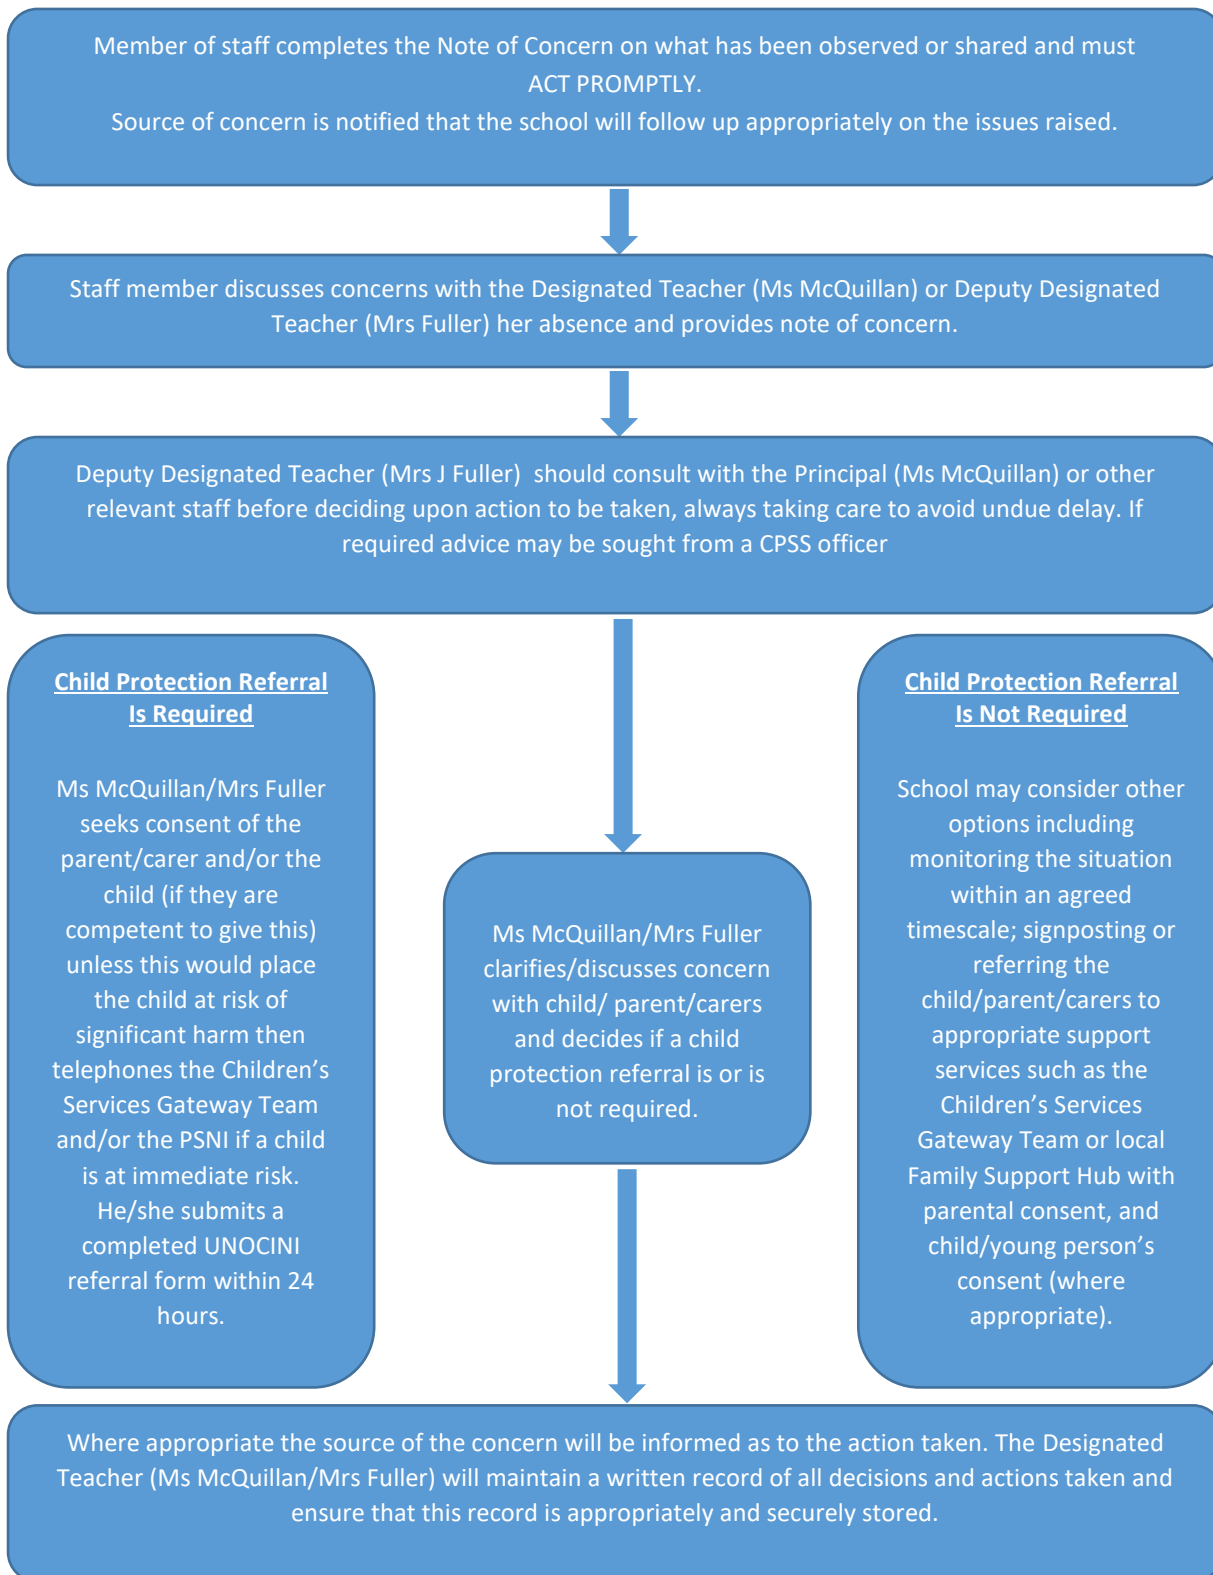 Member of staff completes the Note of Concern on what has been observed or shared and must
ACT PROMPTLY.
Source of concern is notified that the school will follow up appropriately on the issues raised.
Staff member discusses concerns with the Designated Teacher (Ms McQuillan) or Deputy Designated
Teacher (Mrs Fuller) her absence and provides note of concern.
Deputy Designated Teacher (Mrs J Fuller)  should consult with the Principal (Ms McQuillan) or other
relevant staff before deciding upon action to be taken, always taking care to avoid undue delay. If
required advice may be sought from a CPSS officer
Child Protection Referral
Is Required
Ms McQuillan/Mrs Fuller
seeks consent of the
parent/carer and/or the
child (if they are
competent to give this)
unless this would place
the child at risk of
significant harm then
telephones the Children’s
Services Gateway Team
and/or the PSNI if a child
is at immediate risk.
He/she submits a
completed UNOCINI
referral form within 24
hours.
Ms McQuillan/Mrs Fuller
clarifies/discusses concern
with child/ parent/carers
and decides if a child
protection referral is or is
not required.
Child Protection Referral
Is Not Required
School may consider other
options including
monitoring the situation
within an agreed
timescale; signposting or
referring the
child/parent/carers to
appropriate support
services such as the
Children’s Services
Gateway Team or local
Family Support Hub with
parental consent, and
child/young person’s
consent (where
appropriate).
Where appropriate the source of the concern will be informed as to the action taken. The Designated
Teacher (Ms McQuillan/Mrs Fuller) will maintain a written record of all decisions and actions taken and
ensure that this record is appropriately and securely stored.